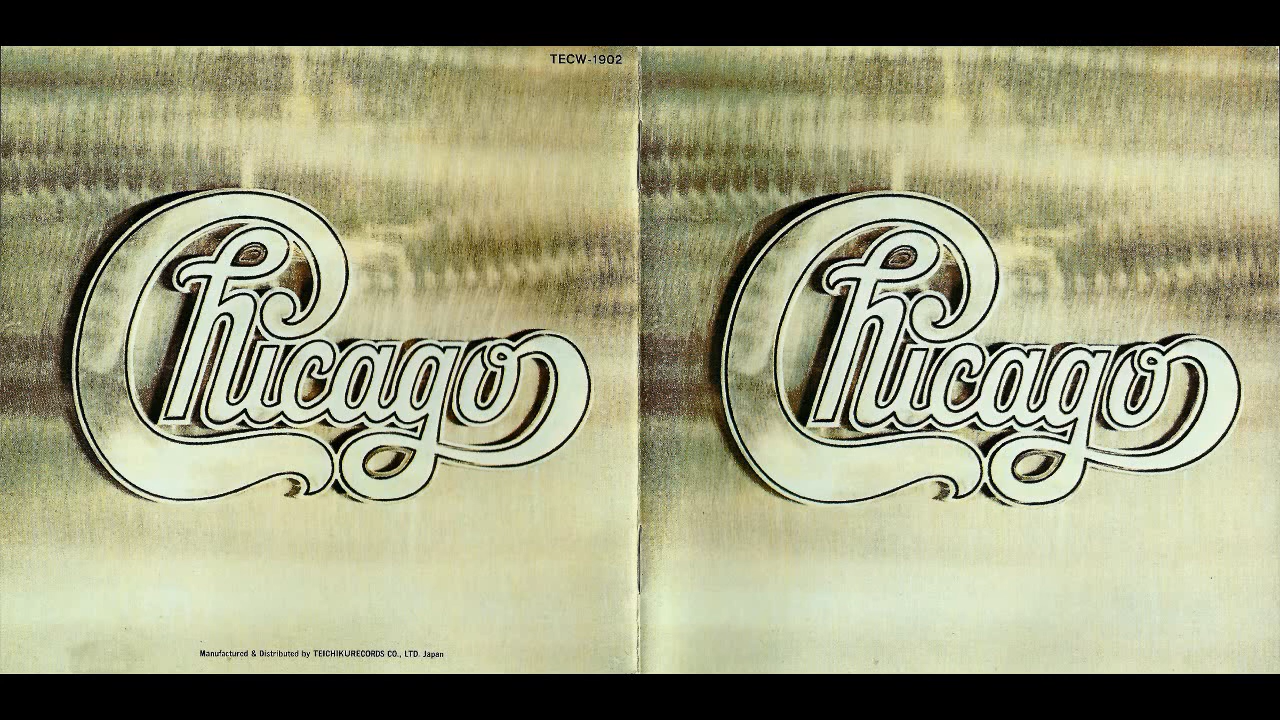 TECW-1902
Chicago
Chicago
Manufactured & Distributed by TEICHIKURECORDS CO., LTD. Japan